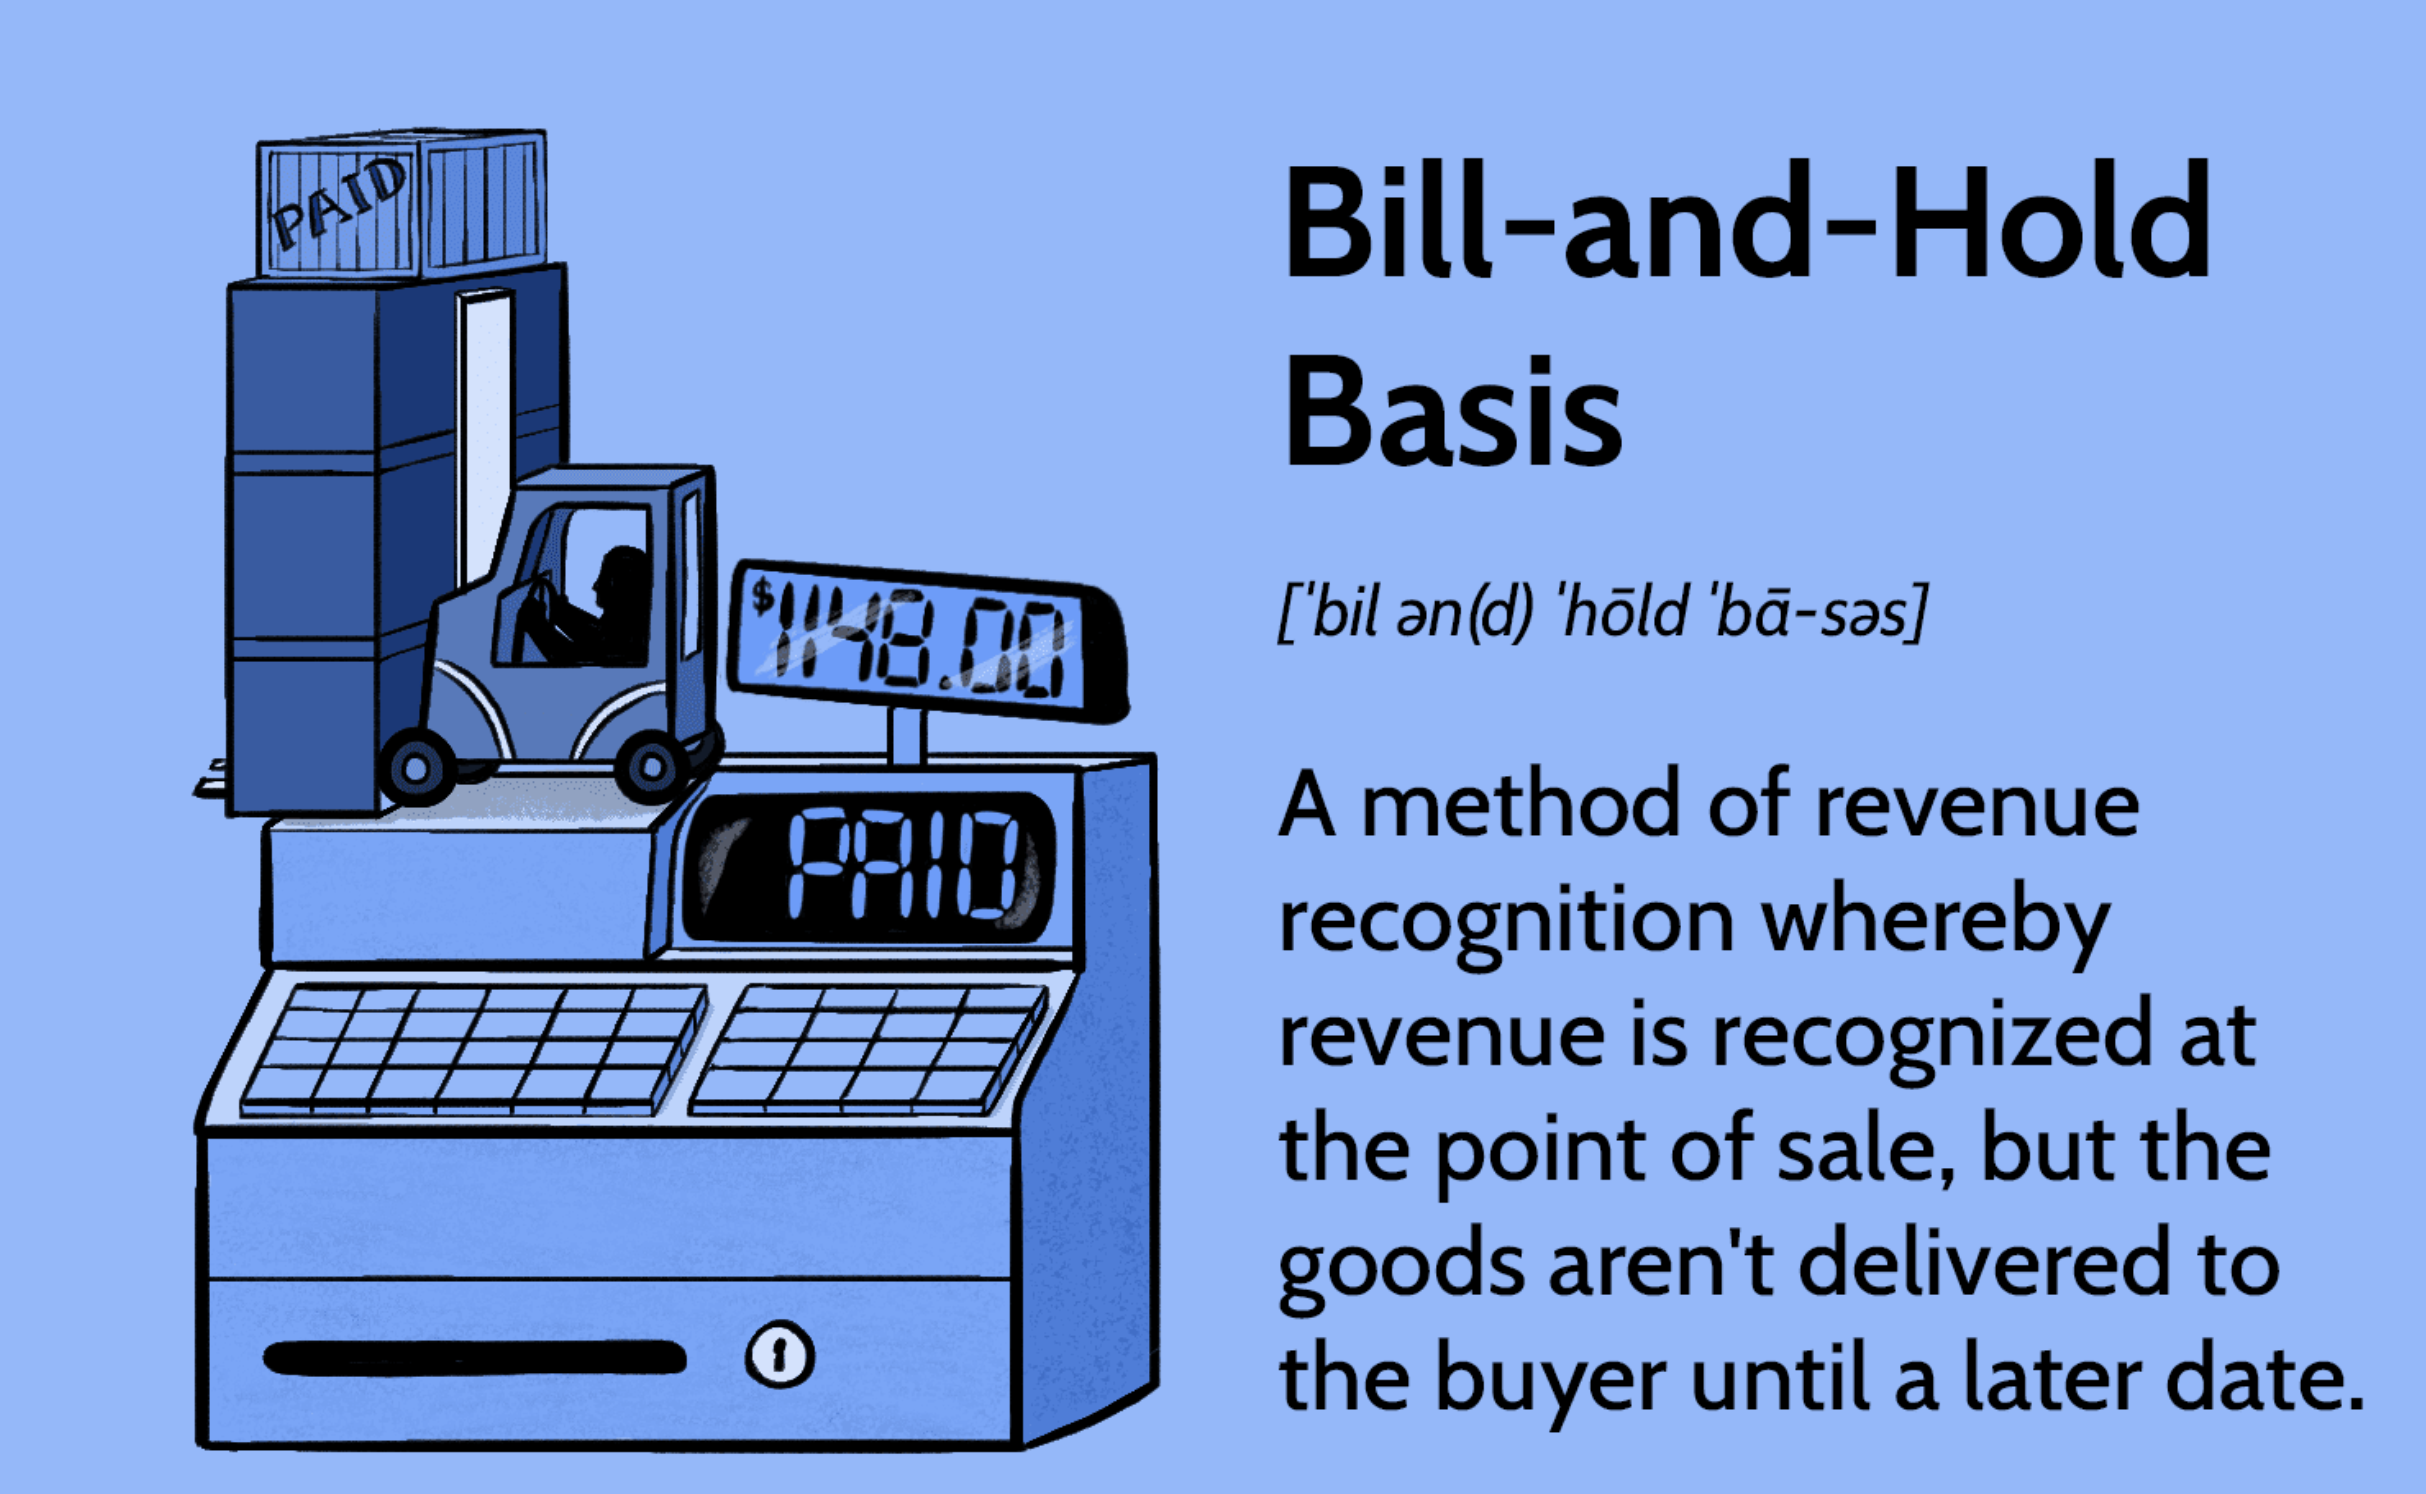 PAID
$1148.00
PAID
Bill-and-Hold
Basis
[ˈbil ən(d) ˈhōld ˈbā-səs]
A method of revenue
recognition whereby
revenue is recognized at
the point of sale, but the
goods aren't delivered to
the buyer until a later date.